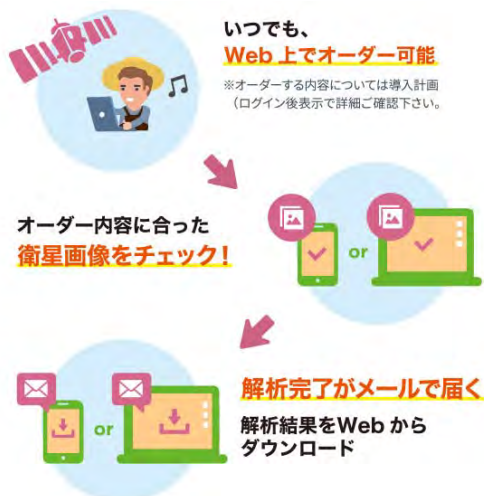 いつでも、
Web 上でオーダー可能
※オーダーする内容については導入計画
（ログイン後表示で詳細ご確認下さい。
オーダー内容に合った
衛星画像をチェック！
or
解析完了がメールで届く
or
解析結果をWeb から
ダウンロード